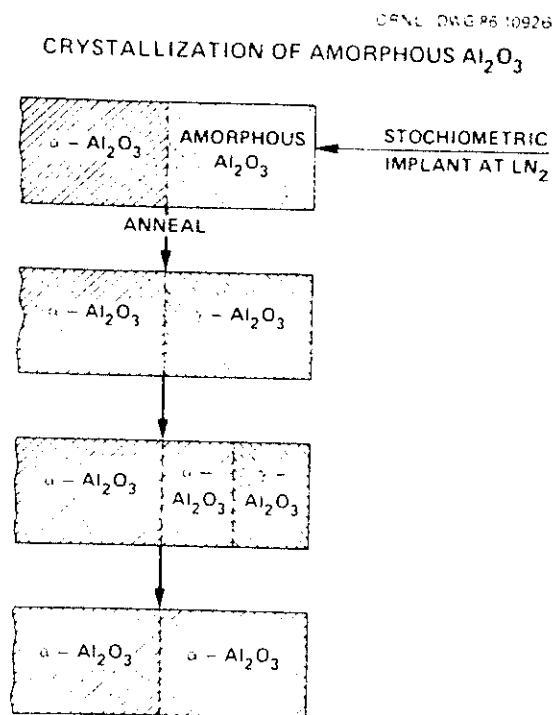 ORNL-DWG 86-10926
CRYSTALLIZATION OF AMORPHOUS Al₂O₃
α – Al₂O₃
AMORPHOUS
Al₂O₃
STOCHIOMETRIC
IMPLANT AT LN₂
ANNEAL
α – Al₂O₃
γ – Al₂O₃
α – Al₂O₃
α –
Al₂O₃
γ –
Al₂O₃
α – Al₂O₃
α – Al₂O₃